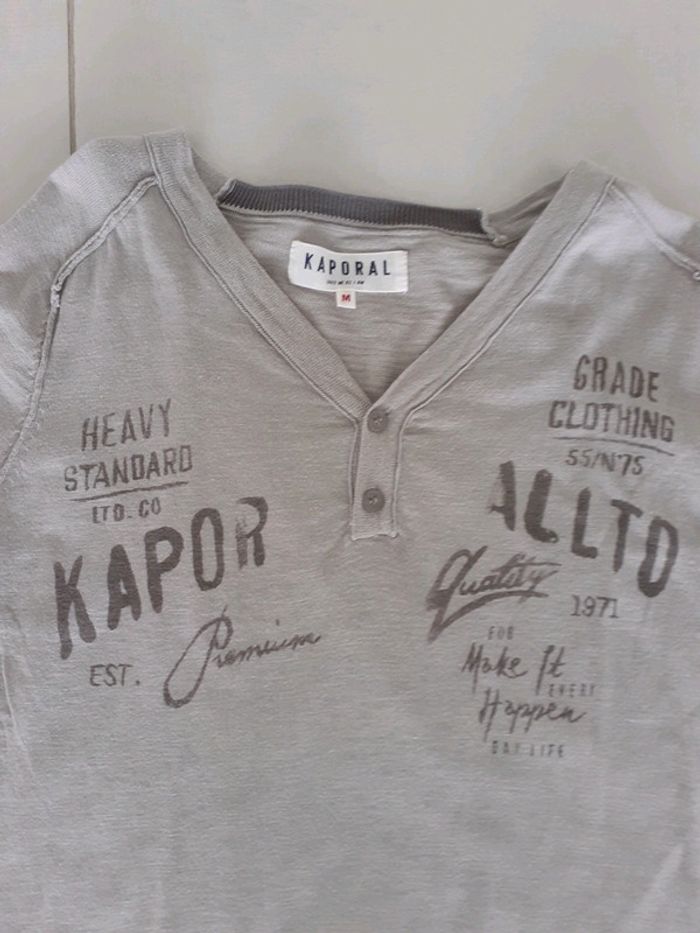 KAPORAL
M
HEAVY
STANDARD
LTD. CO
KAPOR
EST. Premium
GRADE
CLOTHING
55/N'75
ALLTD
Quality
1971
FOR
Make It
EVERY
Happen
DAY LIFE